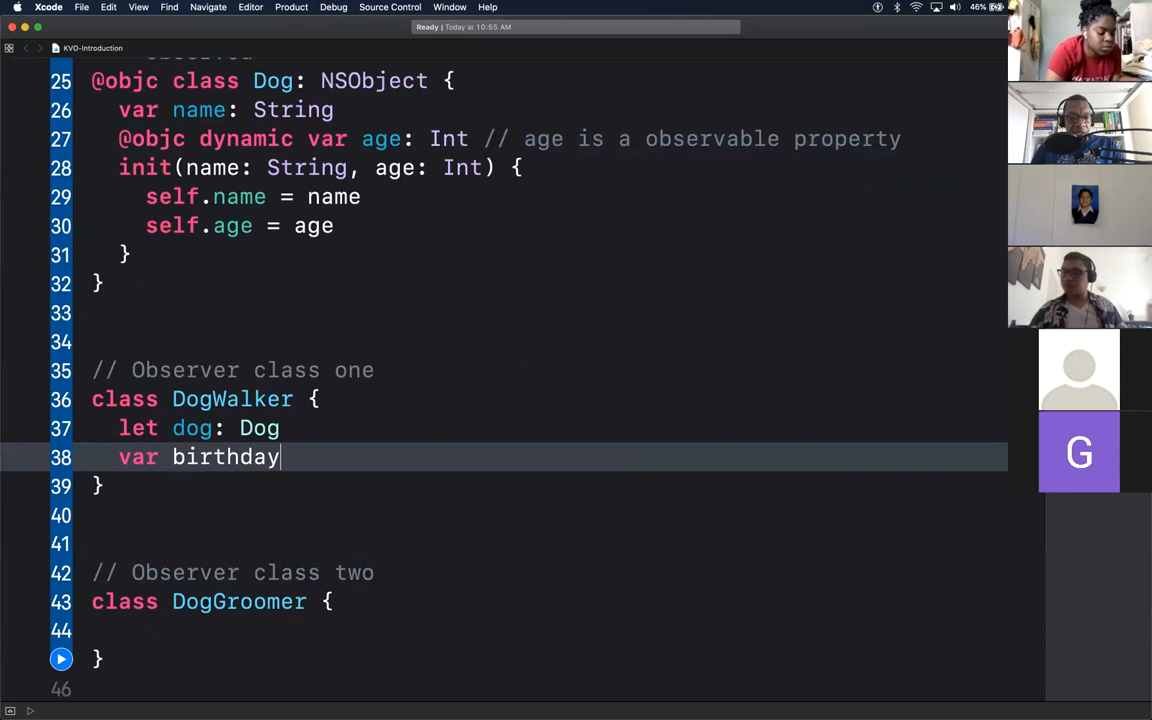 Xcode File Edit View Find Navigate Editor Product Debug Source Control Window Help 46%
Ready | Today at 10:55 AM
KVO-Introduction
25 @objc class Dog: NSObject {
26 var name: String
27 @objc dynamic var age: Int // age is a observable property
28 init(name: String, age: Int) {
29 self.name = name
30 self.age = age
31 }
32 }
33
34
35 // Observer class one
36 class DogWalker {
37 let dog: Dog
38 var birthday
39 }
40
41
42 // Observer class two
43 class DogGroomer {
44
}
46
G